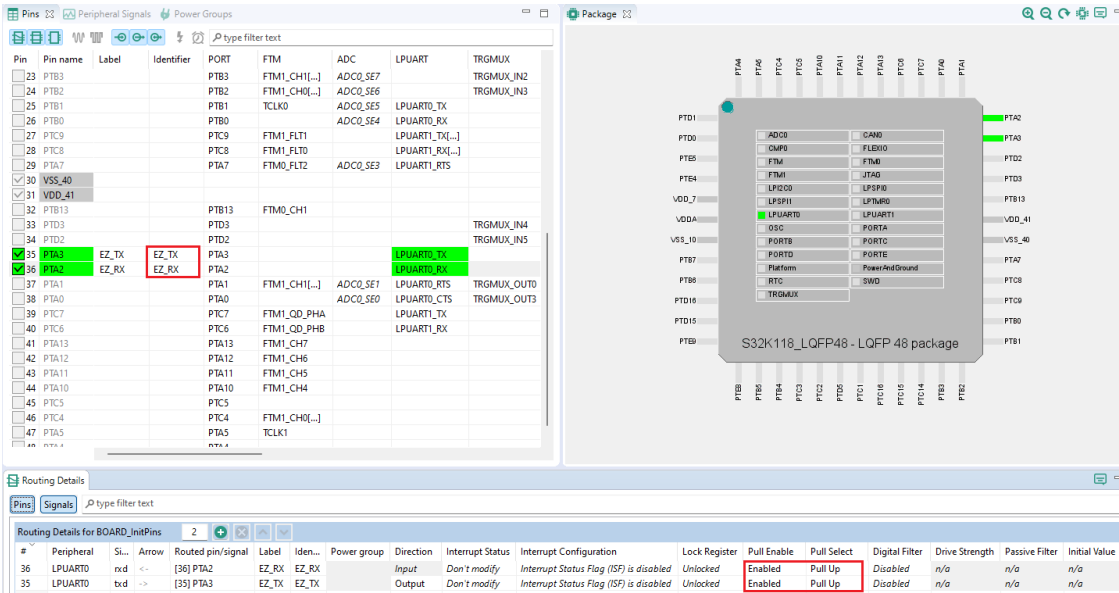 Pins Peripheral Signals Power Groups
type filter text
Pin Pin name Label Identifier PORT FTM ADC LPUART TRGMUX
23 PTB3 PTB3 FTM1_CH1[...] ADC0_SE7 TRGMUX_IN2
24 PTB2 PTB2 FTM1_CH0[...] ADC0_SE6 TRGMUX_IN3
25 PTB1 PTB1 TCLK0 ADC0_SE5 LPUART0_TX
26 PTB0 PTB0 ADC0_SE4 LPUART0_RX
27 PTC9 PTC9 FTM1_FLT1 LPUART1_TX[...]
28 PTC8 PTC8 FTM1_FLT0 LPUART1_RX[...]
29 PTA7 PTA7 FTM0_FLT2 ADC0_SE3 LPUART1_RTS
30 VSS_40
31 VDD_41
32 PTB13 PTB13 FTM0_CH1
33 PTD3 PTD3 TRGMUX_IN4
34 PTD2 PTD2 TRGMUX_IN5
35 PTA3 EZ_TX EZ_TX PTA3 LPUART0_TX
36 PTA2 EZ_RX EZ_RX PTA2 LPUART0_RX
37 PTA1 PTA1 FTM1_CH1[...] ADC0_SE1 LPUART0_RTS TRGMUX_OUT0
38 PTA0 PTA0 ADC0_SE0 LPUART0_CTS TRGMUX_OUT3
39 PTC7 PTC7 FTM1_QD_PHA LPUART1_TX
40 PTC6 PTC6 FTM1_QD_PHB LPUART1_RX
41 PTA13 PTA13 FTM1_CH7
42 PTA12 PTA12 FTM1_CH6
43 PTA11 PTA11 FTM1_CH5
44 PTA10 PTA10 FTM1_CH4
45 PTC5 PTC5
46 PTC4 PTC4 FTM1_CH0[...]
47 PTA5 PTA5 TCLK1
48 PTA4 PTA4
Package
PTA4 PTA5 PTC4 PTC5 PTA10 PTA11 PTA12 PTA13 PTC6 PTC7 PTA0 PTA1
PTD1 PTA2
PTD0 ADC0 CAN0 PTA3
CMP0 FLEXIO
PTE5 FTM FTM0 PTD2
PTE4 FTM1 JTAG PTD3
LPI2C0 LPSPI0
VDD_7 LPSPI1 LPTMR0 PTB13
VDDA LPUART0 LPUART1 VDD_41
OSC PORTA
VSS_10 PORTB PORTC VSS_40
PORTD PORTE
PTB7 Platform PowerAndGround PTA7
PTB6 RTC SWD PTC8
PTD16 TRGMUX PTC9
PTD15 PTB0
PTE9 S32K118_LQFP48 - LQFP 48 package PTB1
PTE8 PTB5 PTB4 PTC3 PTC2 PTD5 PTC1 PTC16 PTC15 PTC14 PTB3 PTB2
Routing Details
Pins Signals type filter text
Routing Details for BOARD_InitPins 2
# Peripheral Si... Arrow Routed pin/signal Label Iden... Power group Direction Interrupt Status Interrupt Configuration Lock Register Pull Enable Pull Select Digital Filter Drive Strength Passive Filter Initial Value
36 LPUART0 rxd <- [36] PTA2 EZ_RX EZ_RX Input Don't modify Interrupt Status Flag (ISF) is disabled Unlocked Enabled Pull Up Disabled n/a n/a n/a
35 LPUART0 txd -> [35] PTA3 EZ_TX EZ_TX Output Don't modify Interrupt Status Flag (ISF) is disabled Unlocked Enabled Pull Up Disabled n/a n/a n/a